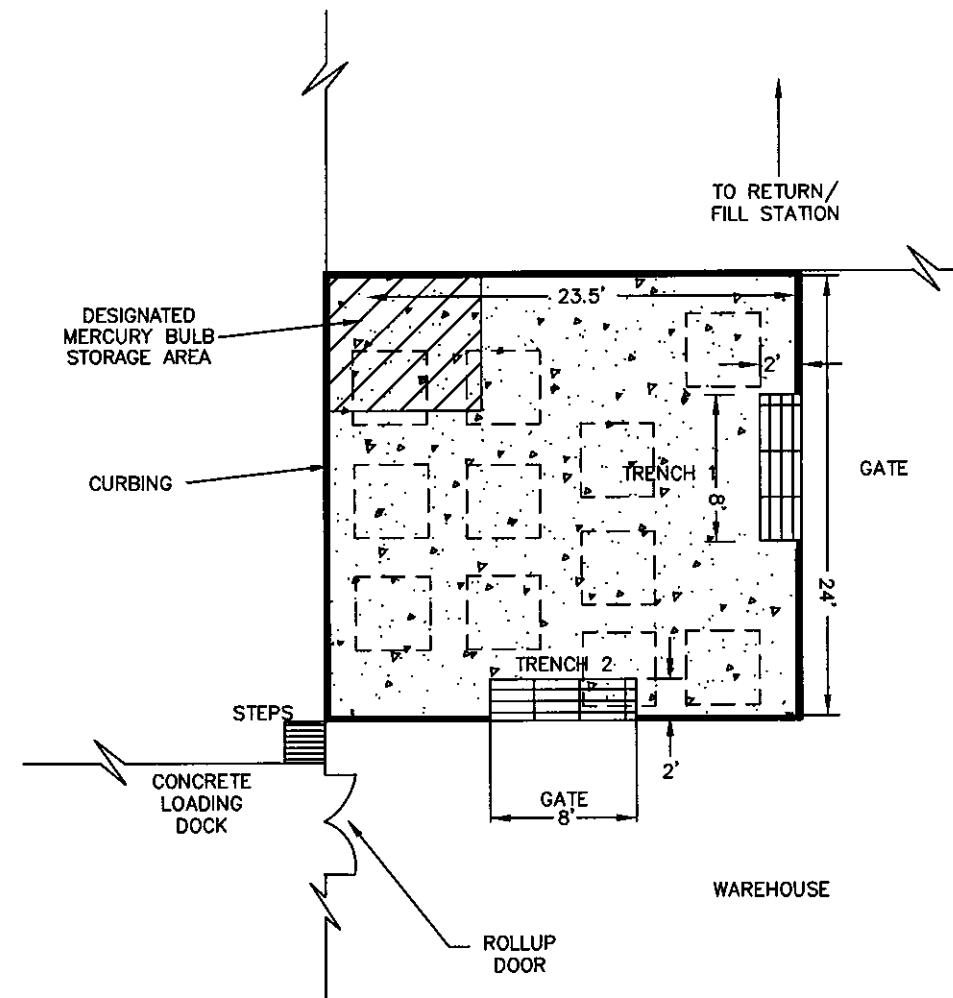 TO RETURN/
FILL STATION
23.5'
DESIGNATED
MERCURY BULB
STORAGE AREA
2'
CURBING
TRENCH 1
8'
GATE
24'
TRENCH 2
STEPS
2'
CONCRETE
LOADING
DOCK
GATE
8'
WAREHOUSE
ROLLUP
DOOR